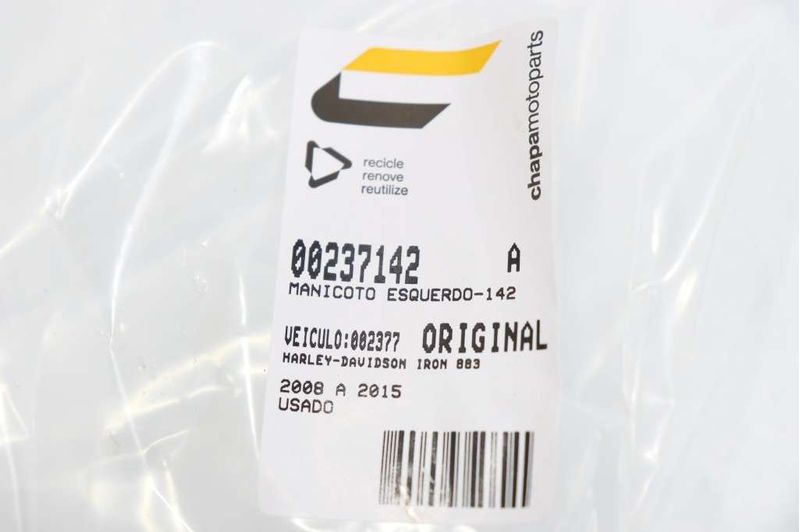 chapamotoparts
recicle
renove
reutilize
00237142 A
MANICOTO ESQUERDO-142
VEICULO:002377 ORIGINAL
HARLEY-DAVIDSON IRON 883
2008 A 2015
USADO